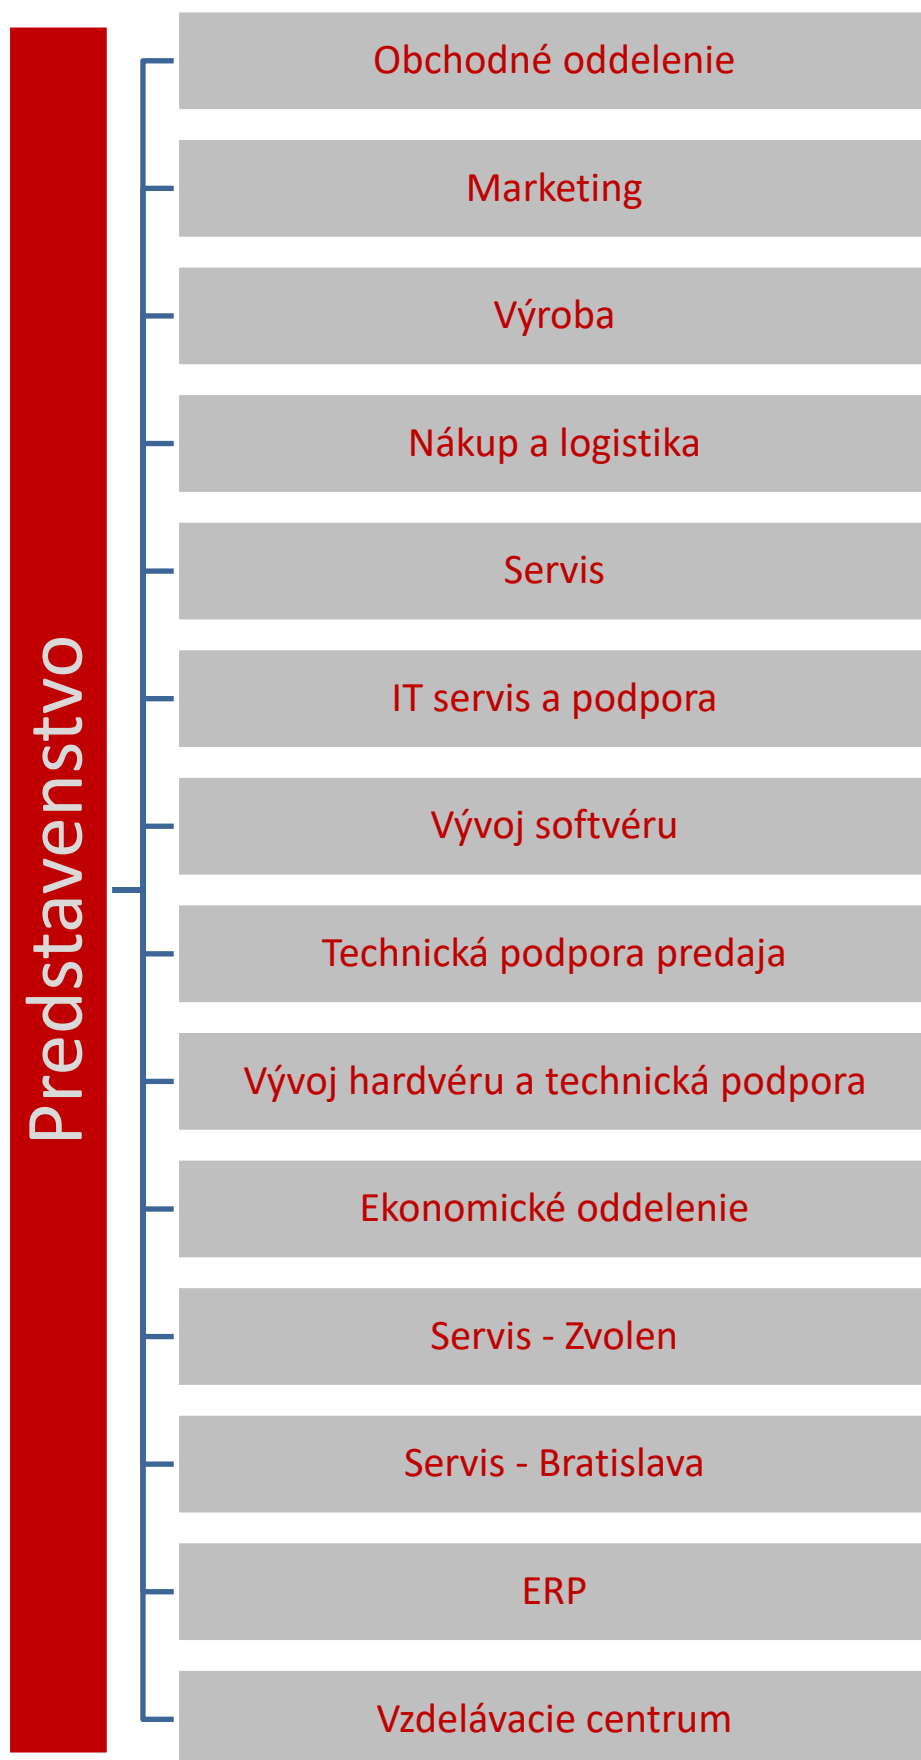 Predstavenstvo
Obchodné oddelenie
Marketing
Výroba
Nákup a logistika
Servis
IT servis a podpora
Vývoj softvéru
Technická podpora predaja
Vývoj hardvéru a technická podpora
Ekonomické oddelenie
Servis - Zvolen
Servis - Bratislava
ERP
Vzdelávacie centrum